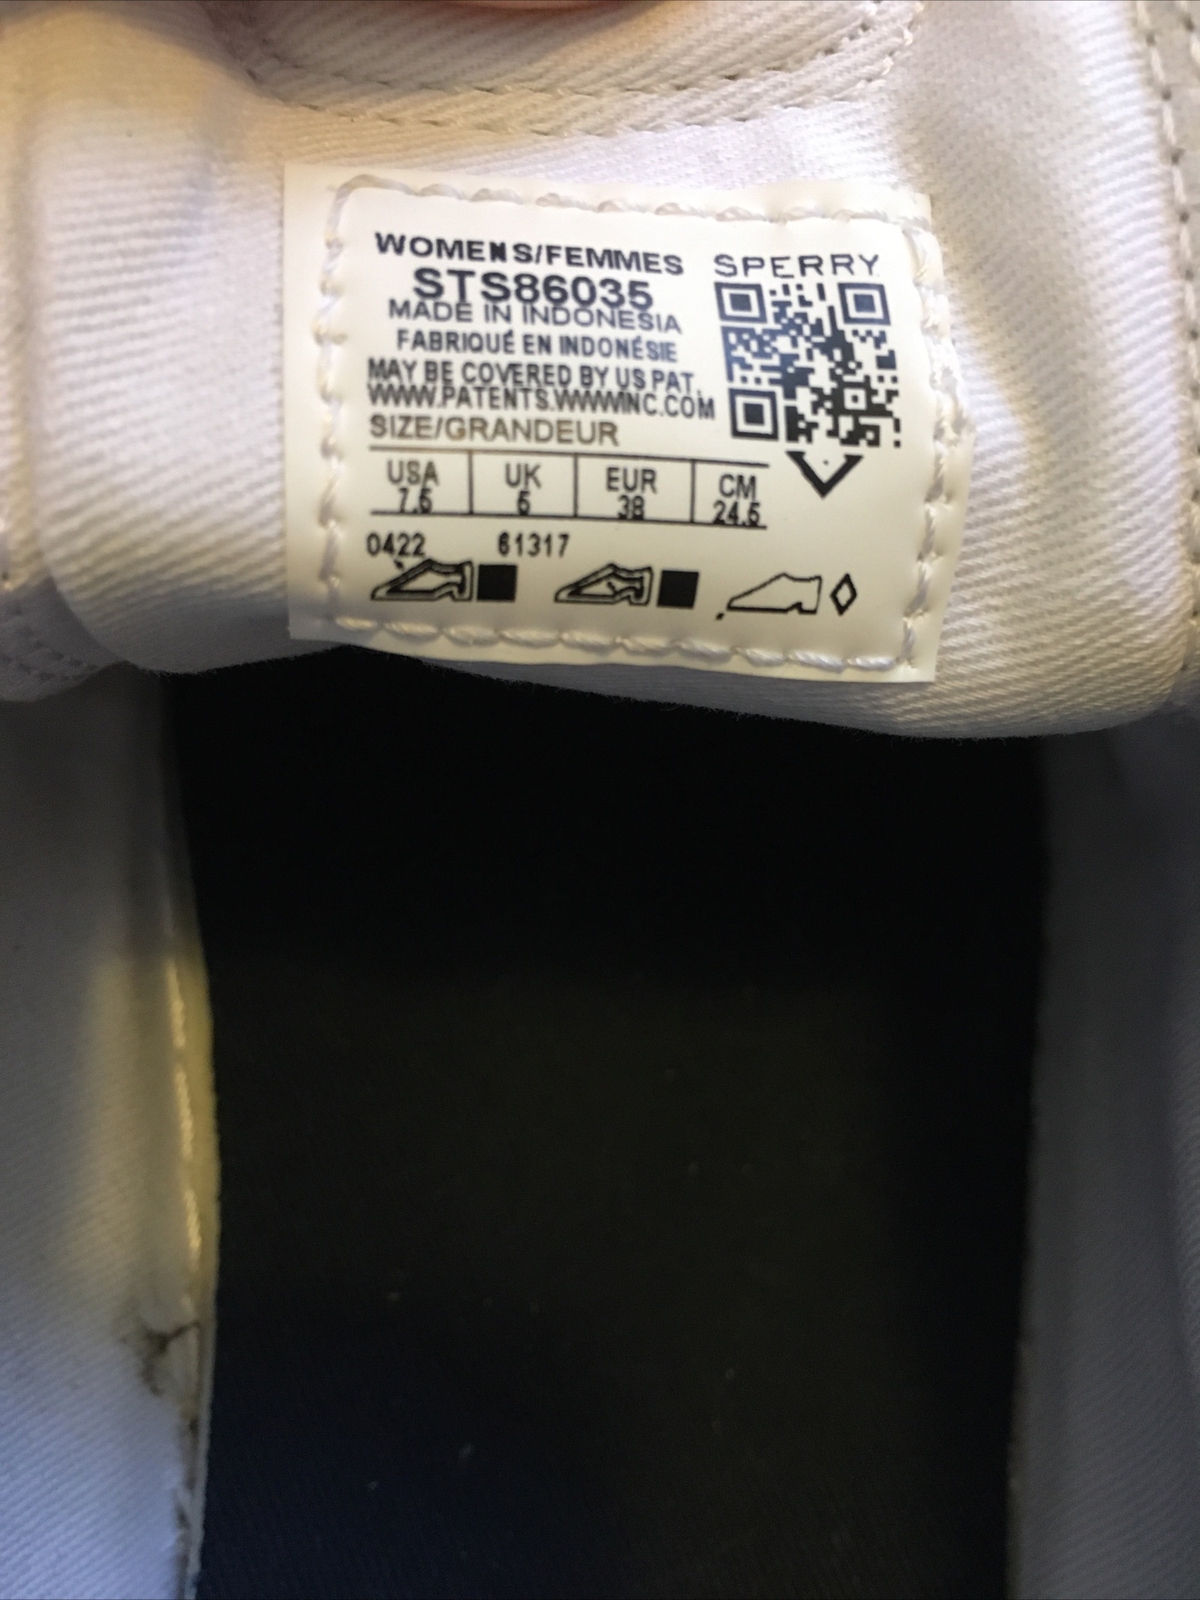 WOMENS/FEMMES
SPERRY
STS86035
MADE IN INDONESIA
FABRIQUÉ EN INDONÉSIE
MAY BE COVERED BY US PAT.
WWW.PATENTS.WWWINC.COM
SIZE/GRANDEUR
USA UK EUR CM
7.5 5 38 24.5
0422 61317